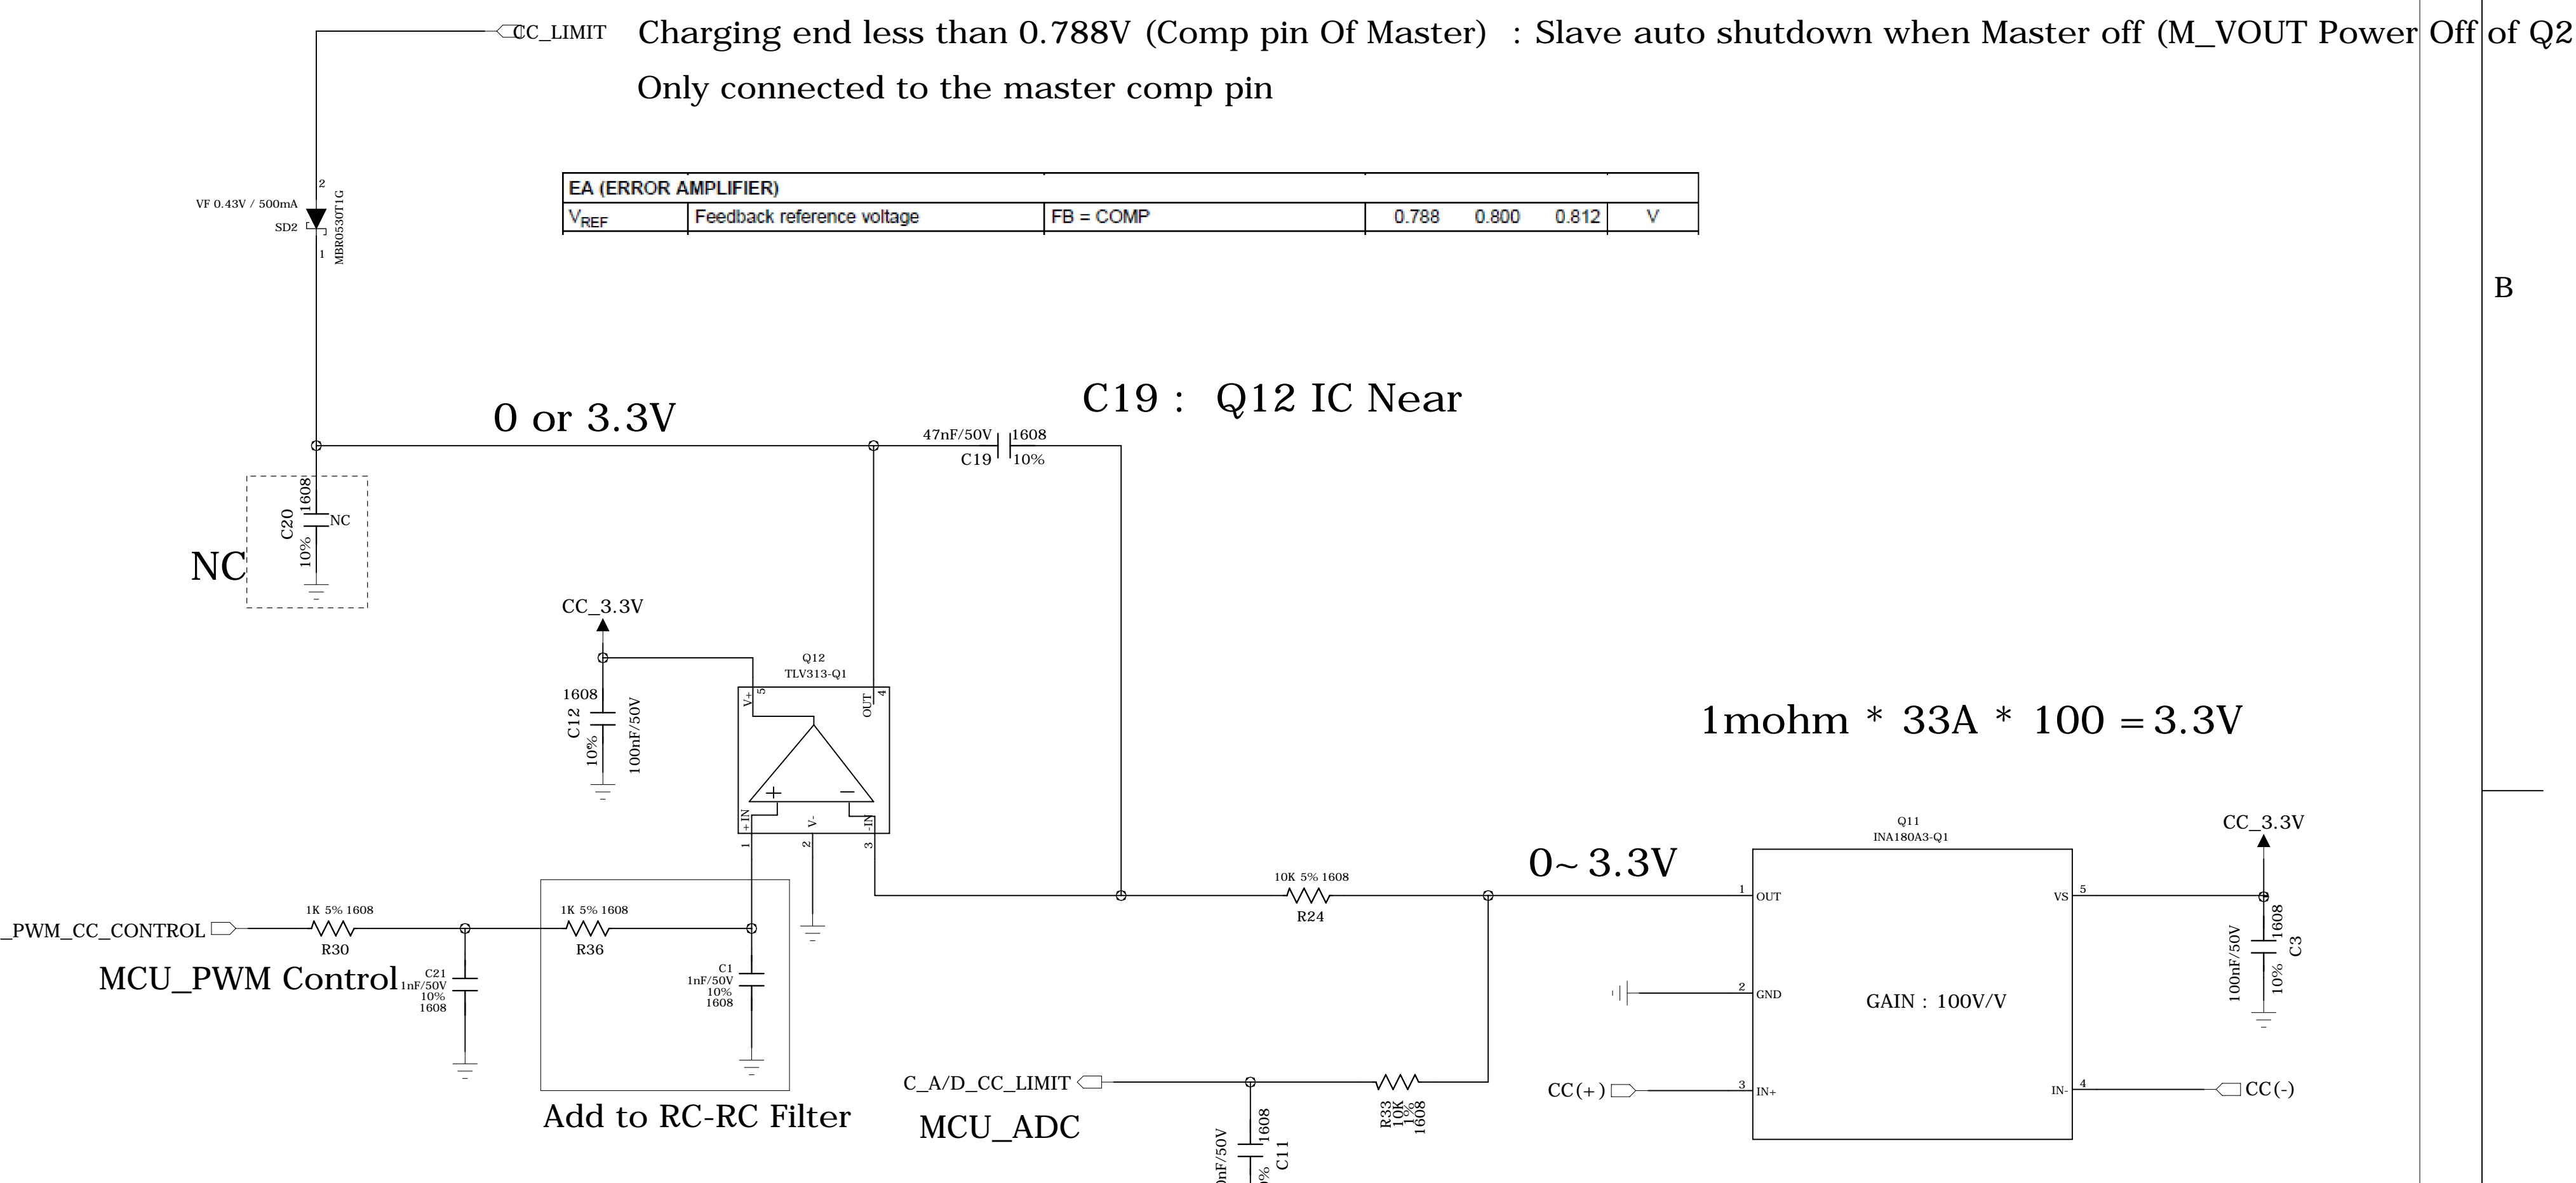 CC_LIMIT
Charging end less than 0.788V (Comp pin Of Master) : Slave auto shutdown when Master off (M_VOUT Power Off of Q2
Only connected to the master comp pin
EA (ERROR AMPLIFIER)
VREF Feedback reference voltage FB = COMP 0.788 0.800 0.812 V
B
2
VF 0.43V / 500mA
SD2
MBR0530T1G
1
0 or 3.3V
C19 : Q12 IC Near
47nF/50V 1608
C19 10%
1608
C20 NC
10%
NC
CC_3.3V
Q12
TLV313-Q1
1608
C12
10%
100nF/50V
V+ 5
OUT 4
+ −
+IN V- -IN
1 2 3
1mohm * 33A * 100 = 3.3V
Q11
INA180A3-Q1
CC_3.3V
0~3.3V
10K 5% 1608
R24
1 OUT VS 5
1608
100nF/50V
10%
C3
2 GND
GAIN : 100V/V
CC(+) 3 IN+ IN- 4 CC(-)
_PWM_CC_CONTROL
1K 5% 1608
R30
1K 5% 1608
R36
MCU_PWM Control
C21
1nF/50V
10%
1608
C1
1nF/50V
10%
1608
Add to RC-RC Filter
C_A/D_CC_LIMIT
MCU_ADC
R33
10K
1%
1608
1608
C11
nF/50V
%